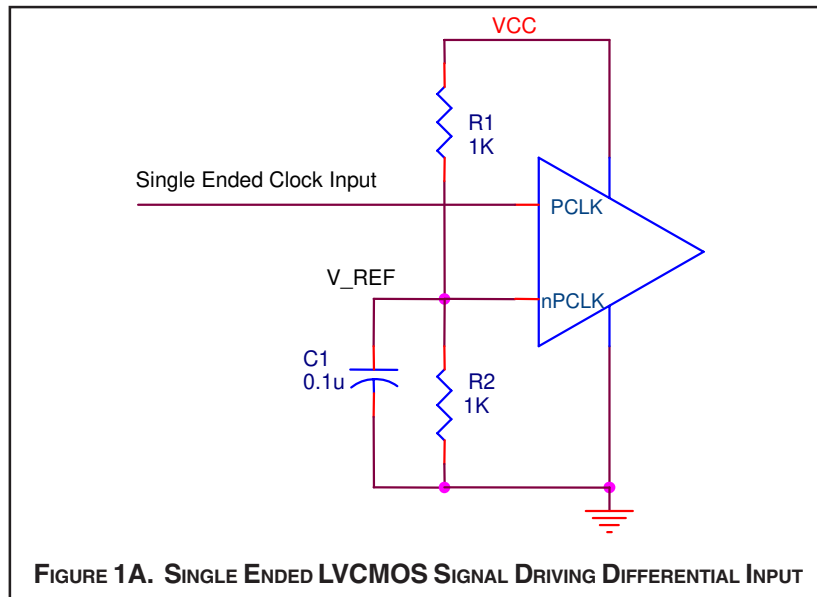 VCC
R1
1K
Single Ended Clock Input
PCLK
V_REF
nPCLK
C1
0.1u
R2
1K
FIGURE 1A. SINGLE ENDED LVCMOS SIGNAL DRIVING DIFFERENTIAL INPUT